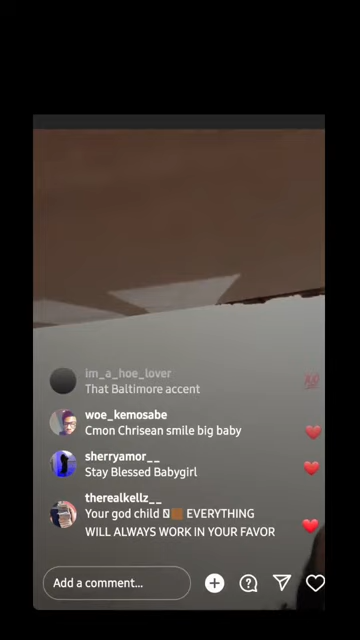 im_a_hoe_lover
That Baltimore accent
woe_kemosabe
Cmon Chrisean smile big baby
sherryamor__
Stay Blessed Babygirl
therealkellz__
Your god child EVERYTHING
WILL ALWAYS WORK IN YOUR FAVOR
Add a comment...